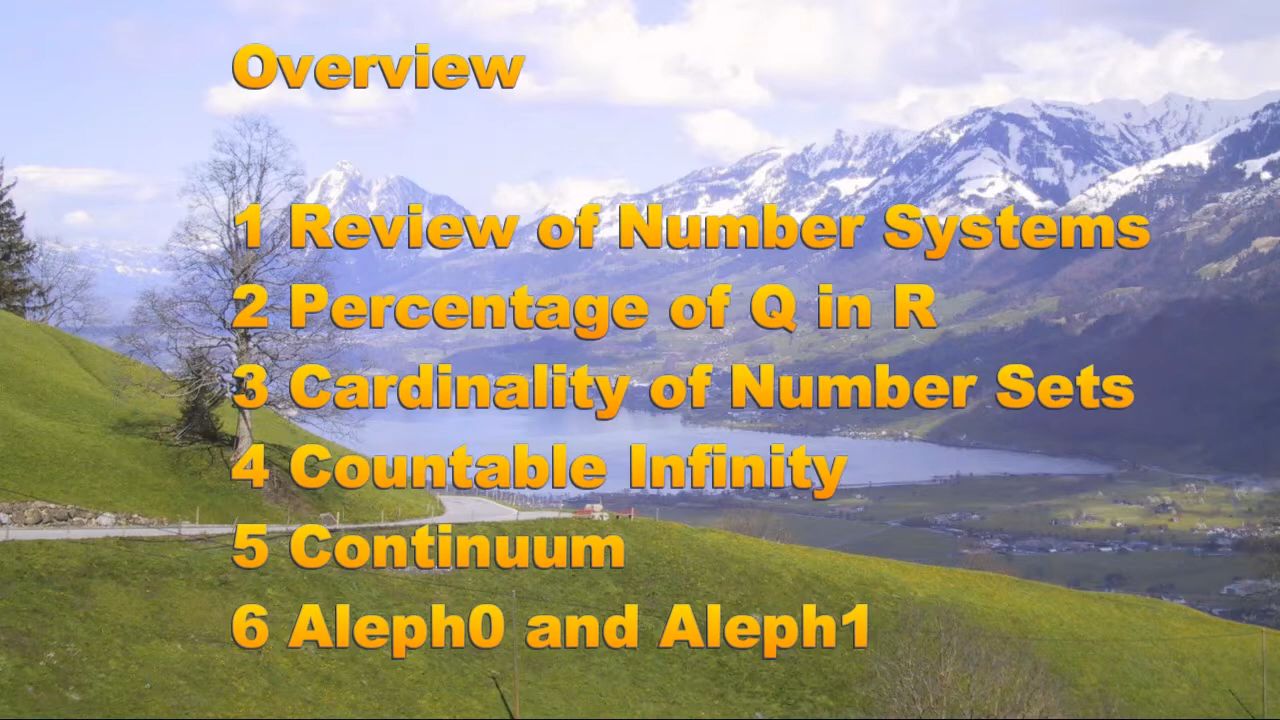 Overview
1 Review of Number Systems
2 Percentage of Q in R
3 Cardinality of Number Sets
4 Countable Infinity
5 Continuum
6 Aleph0 and Aleph1